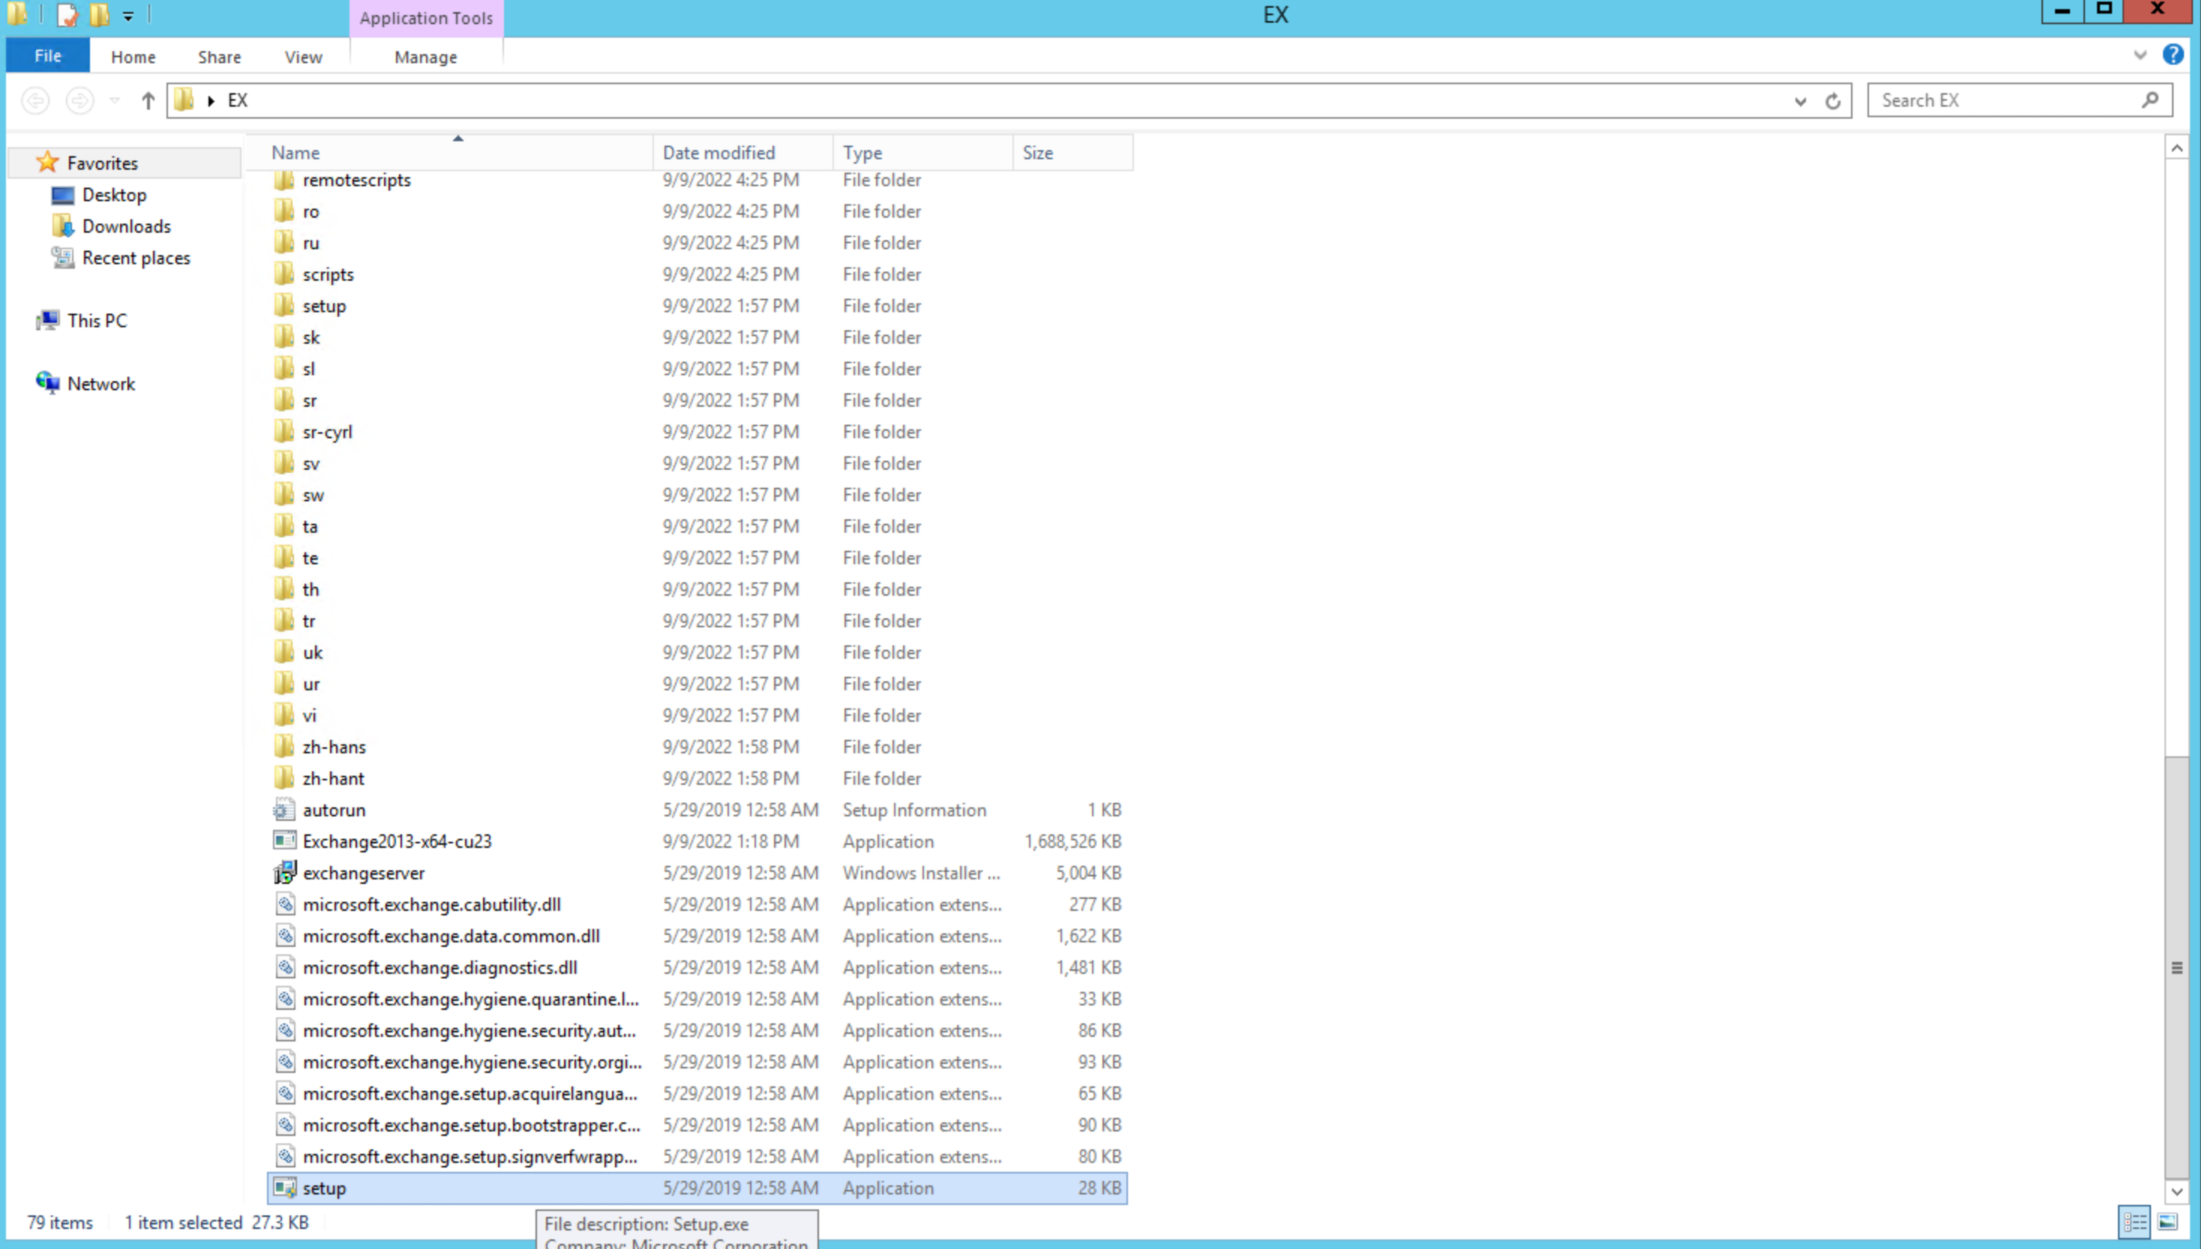 Application Tools
EX
File
Home
Share
View
Manage
EX
Search EX
Favorites
Desktop
Downloads
Recent places
This PC
Network
Name Date modified Type Size
remotescripts 9/9/2022 4:25 PM File folder
ro 9/9/2022 4:25 PM File folder
ru 9/9/2022 4:25 PM File folder
scripts 9/9/2022 4:25 PM File folder
setup 9/9/2022 1:57 PM File folder
sk 9/9/2022 1:57 PM File folder
sl 9/9/2022 1:57 PM File folder
sr 9/9/2022 1:57 PM File folder
sr-cyrl 9/9/2022 1:57 PM File folder
sv 9/9/2022 1:57 PM File folder
sw 9/9/2022 1:57 PM File folder
ta 9/9/2022 1:57 PM File folder
te 9/9/2022 1:57 PM File folder
th 9/9/2022 1:57 PM File folder
tr 9/9/2022 1:57 PM File folder
uk 9/9/2022 1:57 PM File folder
ur 9/9/2022 1:57 PM File folder
vi 9/9/2022 1:57 PM File folder
zh-hans 9/9/2022 1:58 PM File folder
zh-hant 9/9/2022 1:58 PM File folder
autorun 5/29/2019 12:58 AM Setup Information 1 KB
Exchange2013-x64-cu23 9/9/2022 1:18 PM Application 1,688,526 KB
exchangeserver 5/29/2019 12:58 AM Windows Installer ... 5,004 KB
microsoft.exchange.cabutility.dll 5/29/2019 12:58 AM Application extens... 277 KB
microsoft.exchange.data.common.dll 5/29/2019 12:58 AM Application extens... 1,622 KB
microsoft.exchange.diagnostics.dll 5/29/2019 12:58 AM Application extens... 1,481 KB
microsoft.exchange.hygiene.quarantine.l... 5/29/2019 12:58 AM Application extens... 33 KB
microsoft.exchange.hygiene.security.aut... 5/29/2019 12:58 AM Application extens... 86 KB
microsoft.exchange.hygiene.security.orgi... 5/29/2019 12:58 AM Application extens... 93 KB
microsoft.exchange.setup.acquirelangua... 5/29/2019 12:58 AM Application extens... 65 KB
microsoft.exchange.setup.bootstrapper.c... 5/29/2019 12:58 AM Application extens... 90 KB
microsoft.exchange.setup.signverfwrapp... 5/29/2019 12:58 AM Application extens... 80 KB
setup 5/29/2019 12:58 AM Application 28 KB
79 items 1 item selected 27.3 KB
File description: Setup.exe
Company: Microsoft Corporation